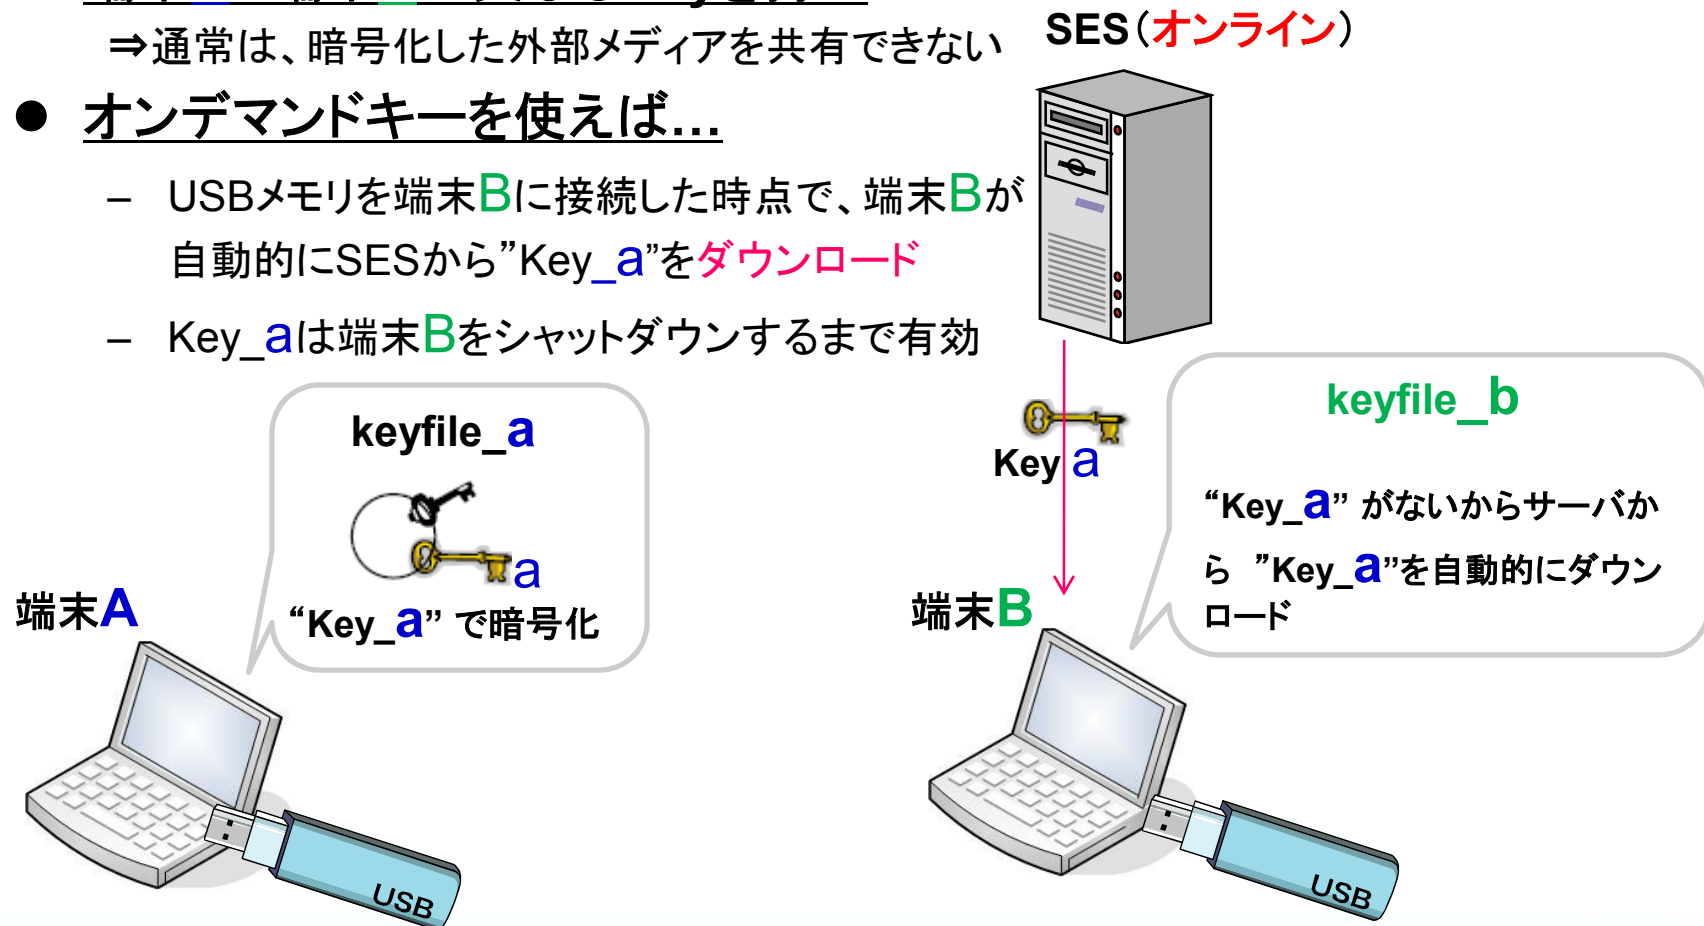 ⇒通常は、暗号化した外部メディアを共有できない
SES（オンライン）
● オンデマンドキーを使えば…
– USBメモリを端末Bに接続した時点で、端末Bが
自動的にSESから”Key_a”をダウンロード
– Key_aは端末Bをシャットダウンするまで有効
keyfile_a
a
“Key_a” で暗号化
端末A
USB
Key a
keyfile_b
“Key_a” がないからサーバか
ら ”Key_a”を自動的にダウン
ロード
端末B
USB